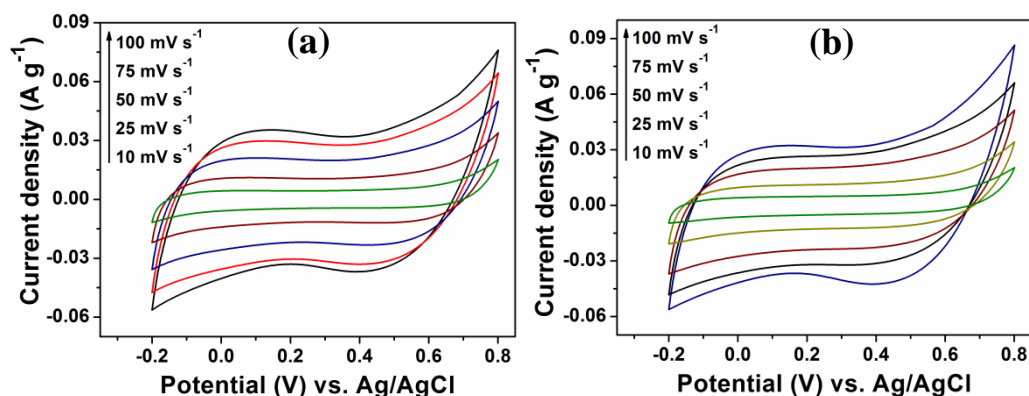 (a)
100 mV s⁻¹
75 mV s⁻¹
50 mV s⁻¹
25 mV s⁻¹
10 mV s⁻¹
0.09
0.06
0.03
0.00
-0.03
-0.06
Current density (A g⁻¹)
-0.2 0.0 0.2 0.4 0.6 0.8
Potential (V) vs. Ag/AgCl
(b)
100 mV s⁻¹
75 mV s⁻¹
50 mV s⁻¹
25 mV s⁻¹
10 mV s⁻¹
0.09
0.06
0.03
0.00
-0.03
-0.06
Current density (A g⁻¹)
-0.2 0.0 0.2 0.4 0.6 0.8
Potential (V) vs. Ag/AgCl